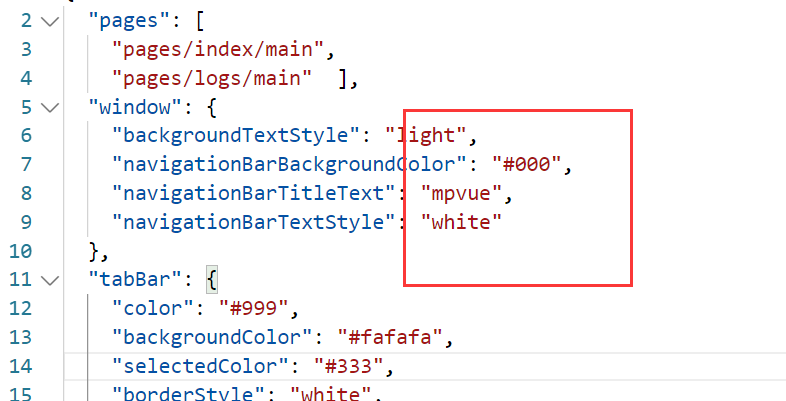 2 "pages": [
3 "pages/index/main",
4 "pages/logs/main"  ],
5 "window": {
6 "backgroundTextStyle": "light",
7 "navigationBarBackgroundColor": "#000",
8 "navigationBarTitleText": "mpvue",
9 "navigationBarTextStyle": "white"
10 },
11 "tabBar": {
12 "color": "#999",
13 "backgroundColor": "#fafafa",
14 "selectedColor": "#333",
15 "borderStyle": "white",